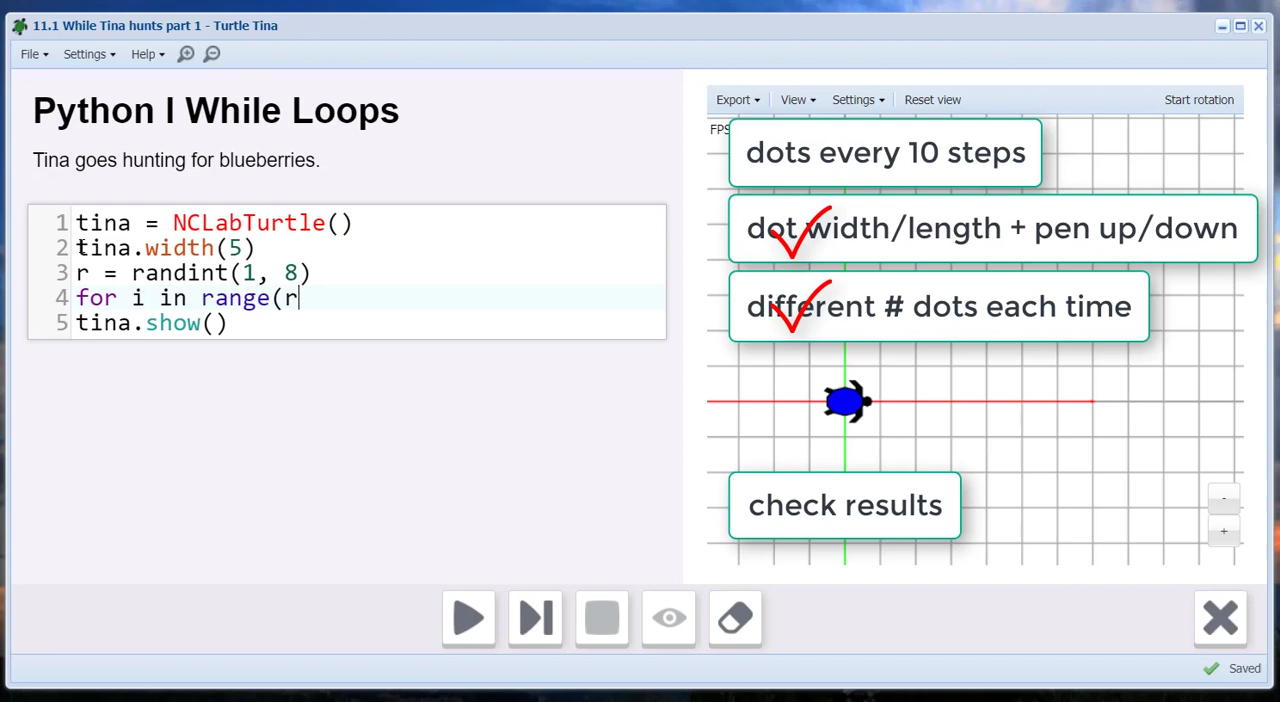 11.1 While Tina hunts part 1 - Turtle Tina
File Settings Help
Python I While Loops
Tina goes hunting for blueberries.
1 tina = NCLabTurtle()
2 tina.width(5)
3 r = randint(1, 8)
4 for i in range(r
5 tina.show()
Export View Settings Reset view Start rotation
FPS
dots every 10 steps
dot width/length + pen up/down
different # dots each time
check results
-
+
Saved